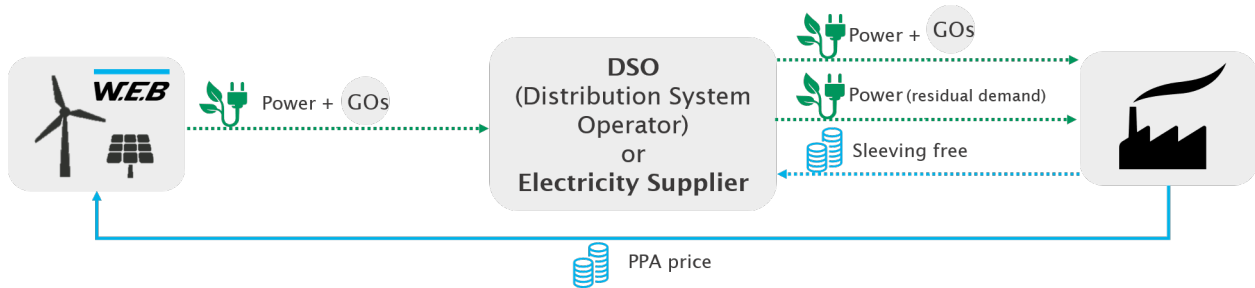 W.E.B
Power + GOs
DSO
(Distribution System
Operator)
or
Electricity Supplier
Power + GOs
Power (residual demand)
Sleeving free
PPA price